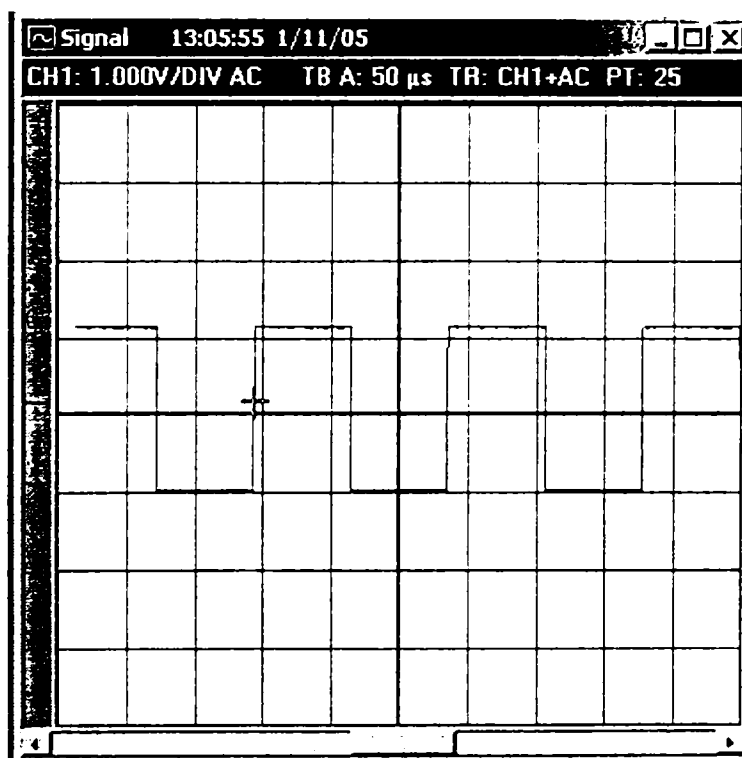 Signal 13:05:55 1/11/05
CH1: 1.000V/DIV AC TB A: 50 µs TR: CH1+AC PT: 25